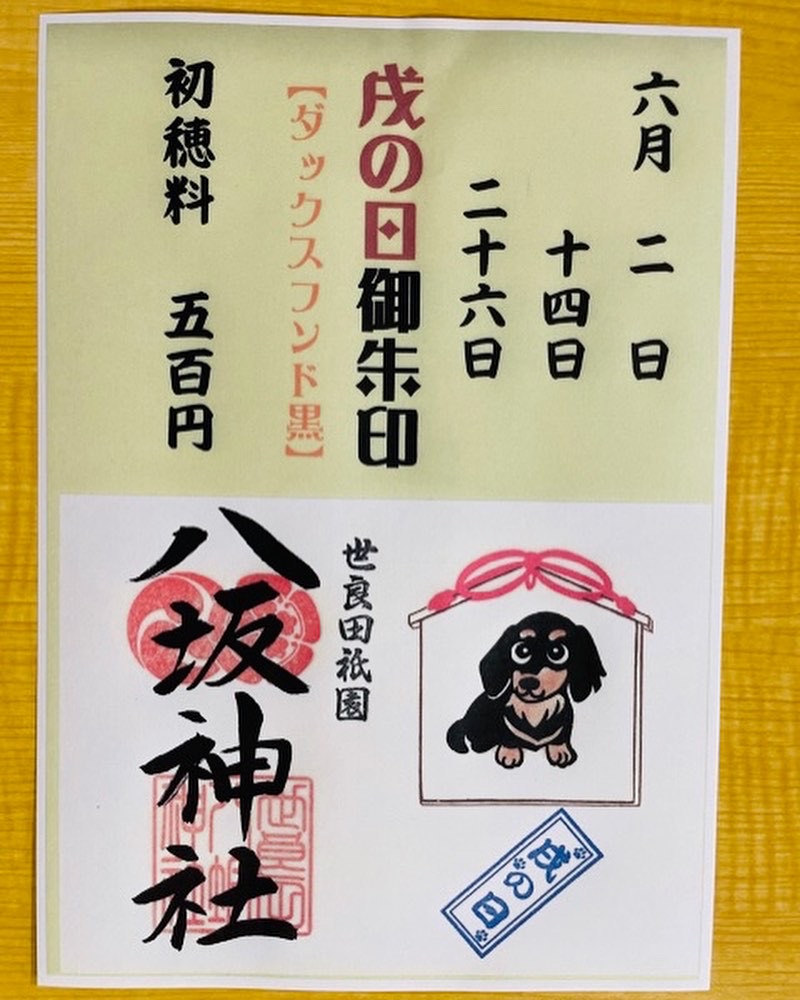 六月 二 日
十四日
二十六日
戌の日御朱印
【ダックスフンド黒】
初穂料 五百円
世良田祇園
八坂神社
戌の日